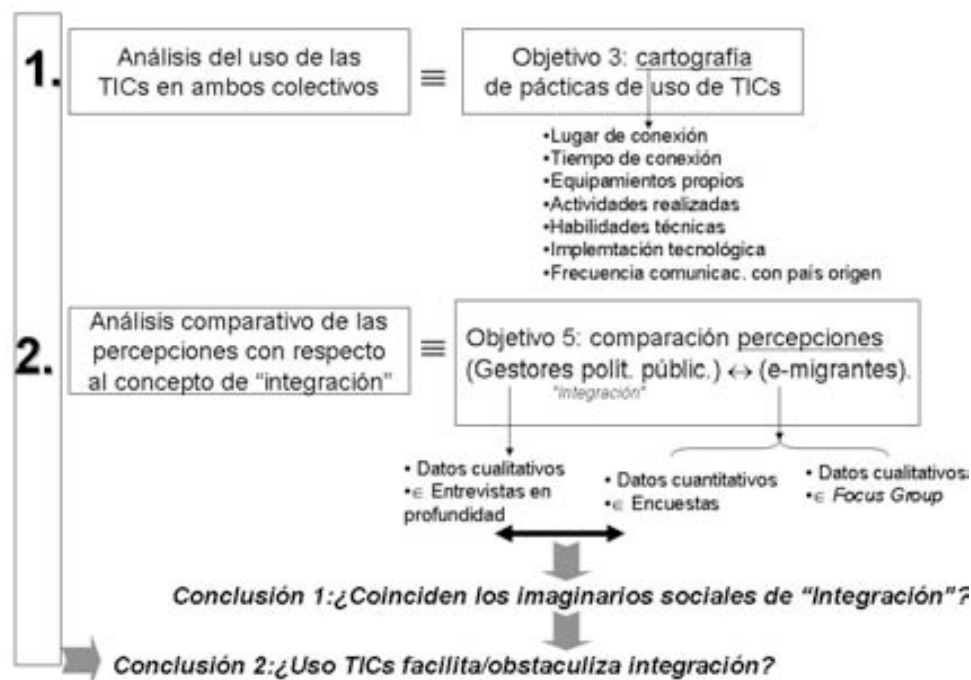 1.
Análisis del uso de las
TICs en ambos colectivos
≡
Objetivo 3: cartografía
de pácticas de uso de TICs
•Lugar de conexión
•Tiempo de conexión
•Equipamientos propios
•Actividades realizadas
•Habilidades técnicas
•Implemtación tecnológica
•Frecuencia comunicac. con país origen
2.
Análisis comparativo de las
percepciones con respecto
al concepto de “integración”
≡
Objetivo 5: comparación percepciones
(Gestores polit. públic.) ↔ (e-migrantes).
"Integración"
• Datos cualitativos
•∈ Entrevistas en
profundidad
• Datos cuantitativos
•∈ Encuestas
• Datos cualitativos
•∈ Focus Group
Conclusión 1:¿Coinciden los imaginarios sociales de “Integración”?
Conclusión 2:¿Uso TICs facilita/obstaculiza integración?